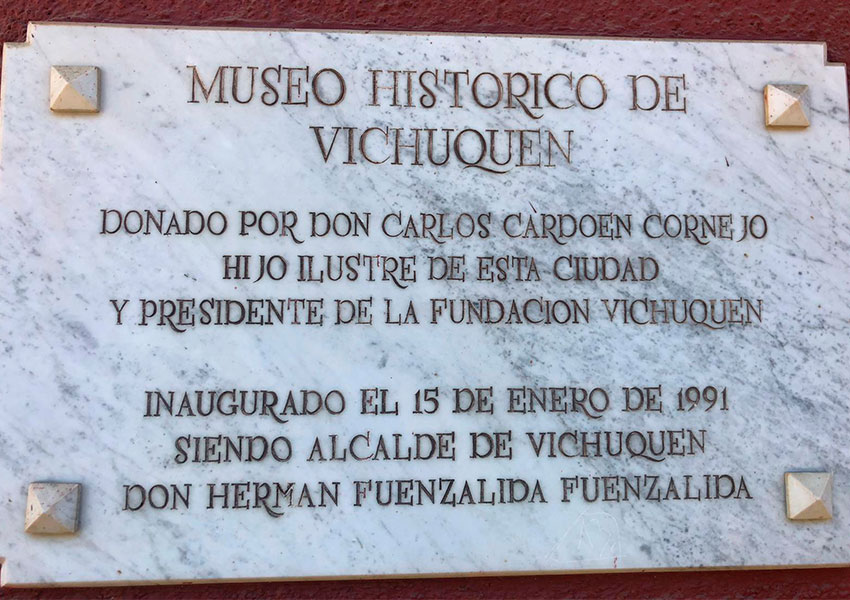 MUSEO HISTORICO DE
VICHUQUEN
DONADO POR DON CARLOS CÀRDOEN CORNEJO
HIJO ILUSTRE DE ESTA CIUDAD
Y PRESIDENTE DE LA FUNDACION VICHUQUEN
INAUGURADO EL 15 DE ENERO DE 1991
SIENDO ALCALDE DE VICHUQUEN
DON HERMAN FUENZALIDA FUENZALIDA